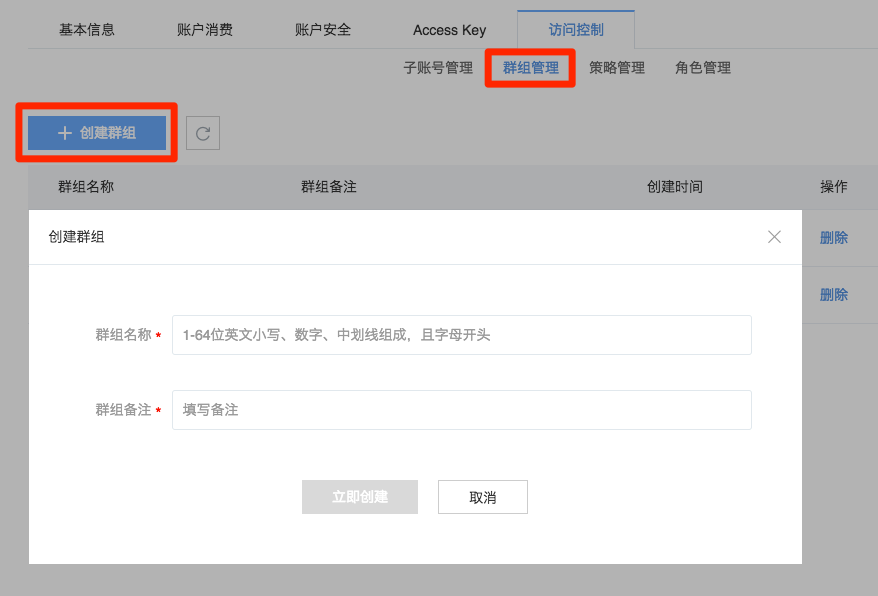 基本信息 账户消费 账户安全 Access Key 访问控制
子账号管理 群组管理 策略管理 角色管理
创建群组
群组名称 群组备注 创建时间 操作
创建群组
删除
删除
群组名称 * 1-64位英文小写、数字、中划线组成，且字母开头
群组备注 * 填写备注
立即创建 取消